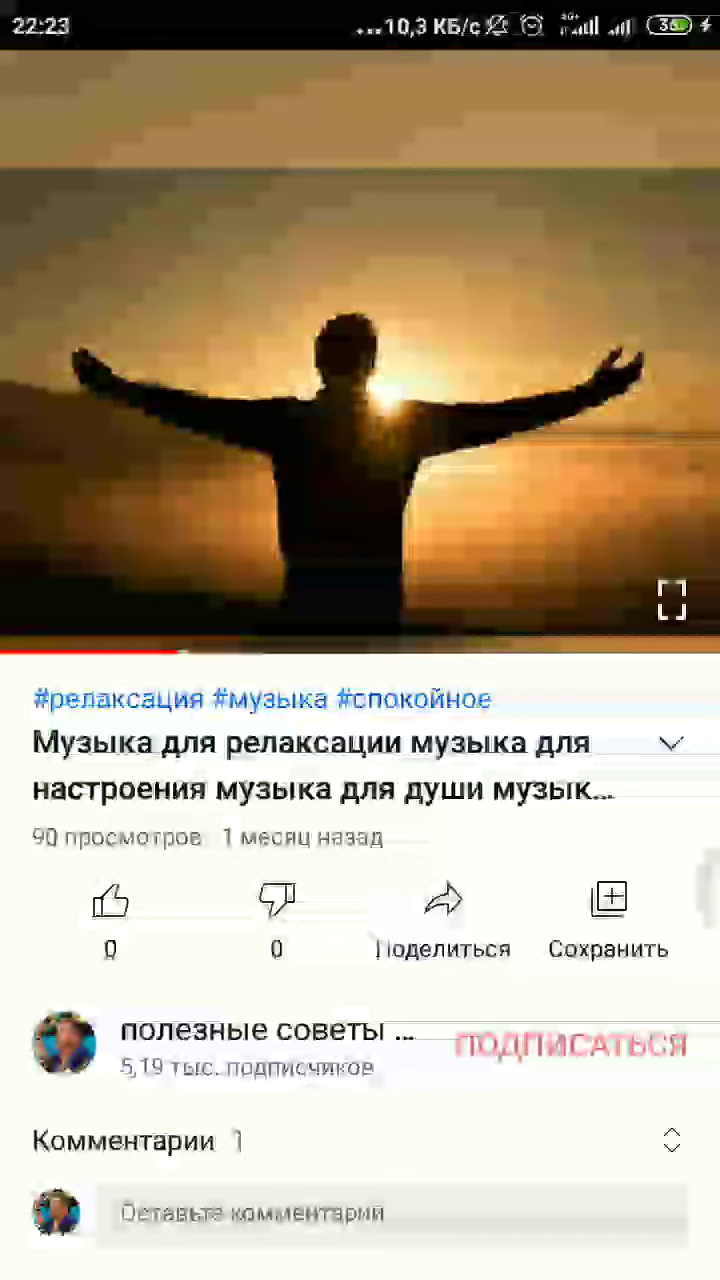 22:23 ...10,3 КБ/с 3G+ 36
#релаксация #музыка #спокойное
Музыка для релаксации музыка для
настроения музыка для души музык...
90 просмотров 1 месяц назад
0 0 Поделиться Сохранить
полезные советы ... ПОДПИСАТЬСЯ
5,19 тыс. подписчиков
Комментарии 1
Оставьте комментарий